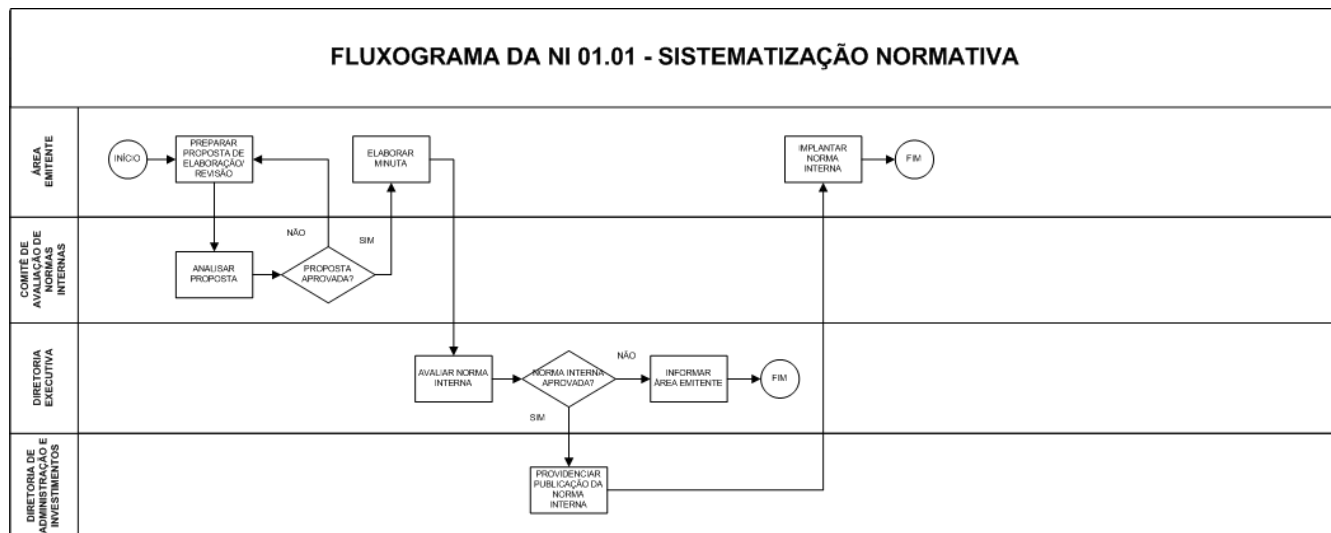 FLUXOGRAMA DA NI 01.01 - SISTEMATIZAÇÃO NORMATIVA
ÁREA
EMITENTE
INÍCIO
PREPARAR
PROPOSTA DE
ELABORAÇÃO/
REVISÃO
ELABORAR
MINUTA
IMPLANTAR
NORMA
INTERNA
FIM
COMITÊ DE
AVALIAÇÃO DE
NORMAS
INTERNAS
ANALISAR
PROPOSTA
NÃO
PROPOSTA
APROVADA?
SIM
DIRETORIA
EXECUTIVA
AVALIAR NORMA
INTERNA
NORMA INTERNA
APROVADA?
NÃO
SIM
INFORMAR
ÁREA EMITENTE
FIM
DIRETORIA DE
ADMINISTRAÇÃO E
INVESTIMENTOS
PROVIDENCIAR
PUBLICAÇÃO DA
NORMA
INTERNA